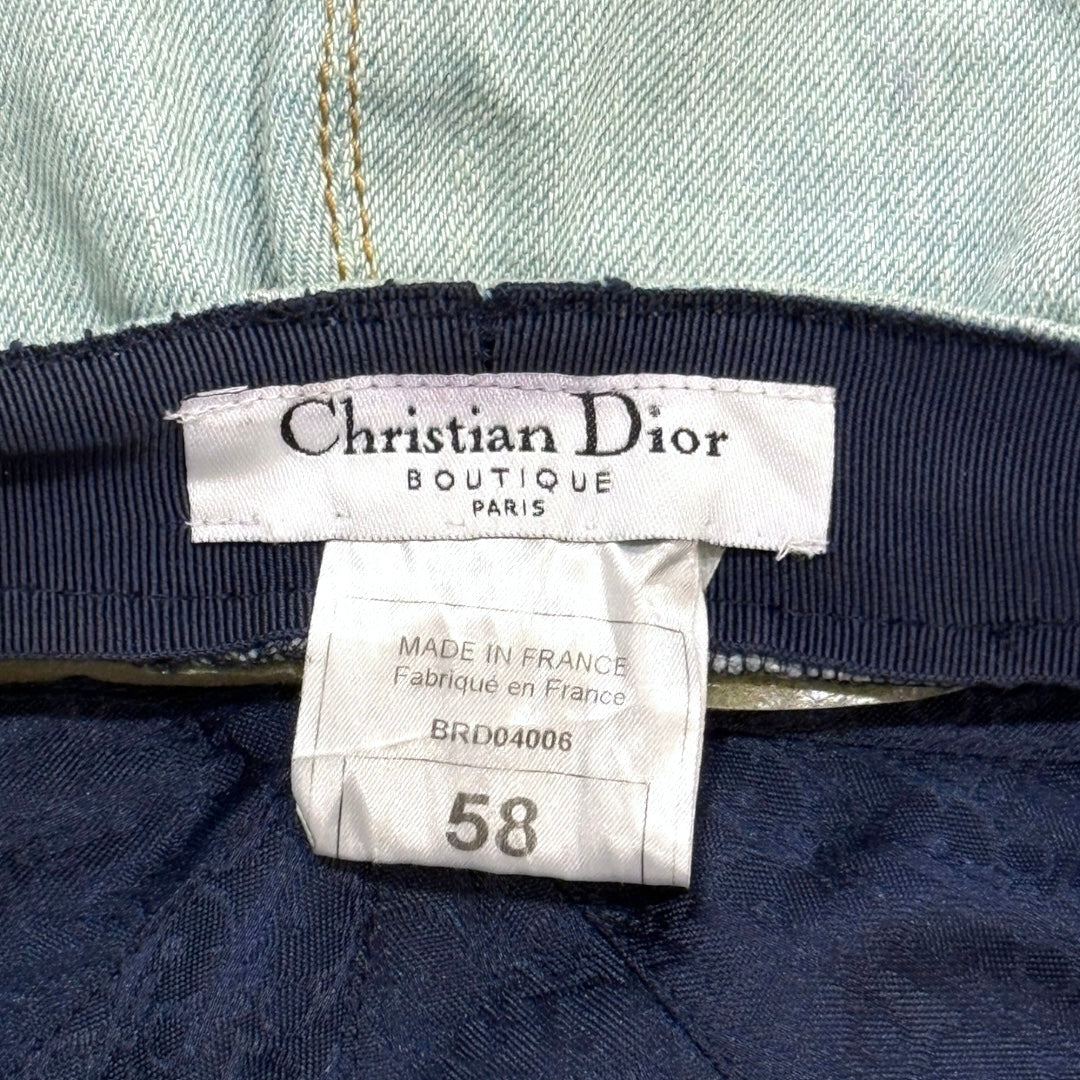 Christian Dior
BOUTIQUE
PARIS
MADE IN FRANCE
Fabriqué en France
BRD04006
58